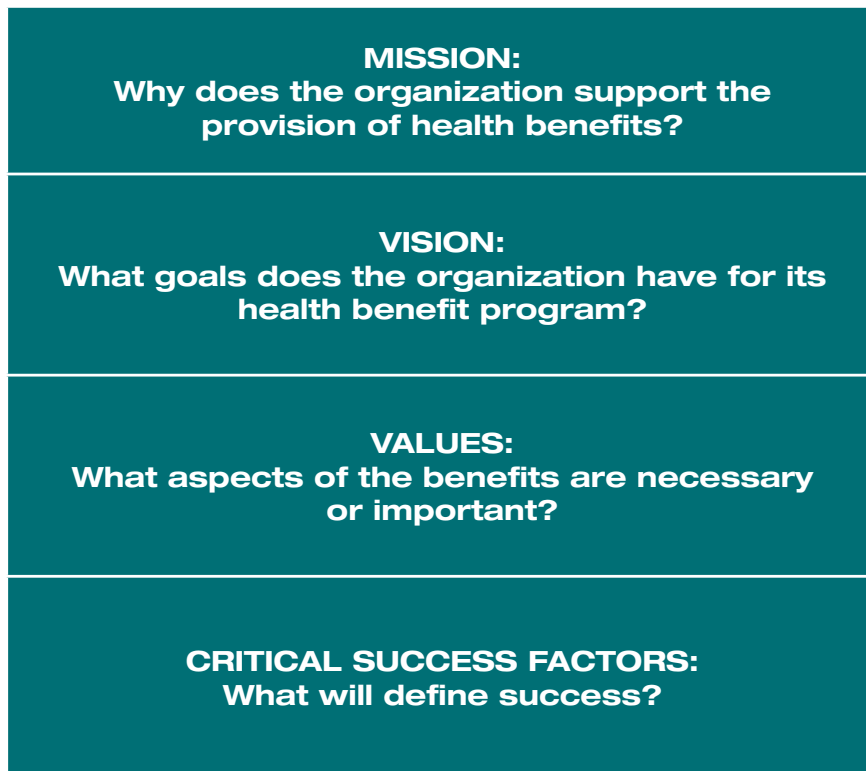 MISSION:
Why does the organization support the
provision of health benefits?
VISION:
What goals does the organization have for its
health benefit program?
VALUES:
What aspects of the benefits are necessary
or important?
CRITICAL SUCCESS FACTORS:
What will define success?